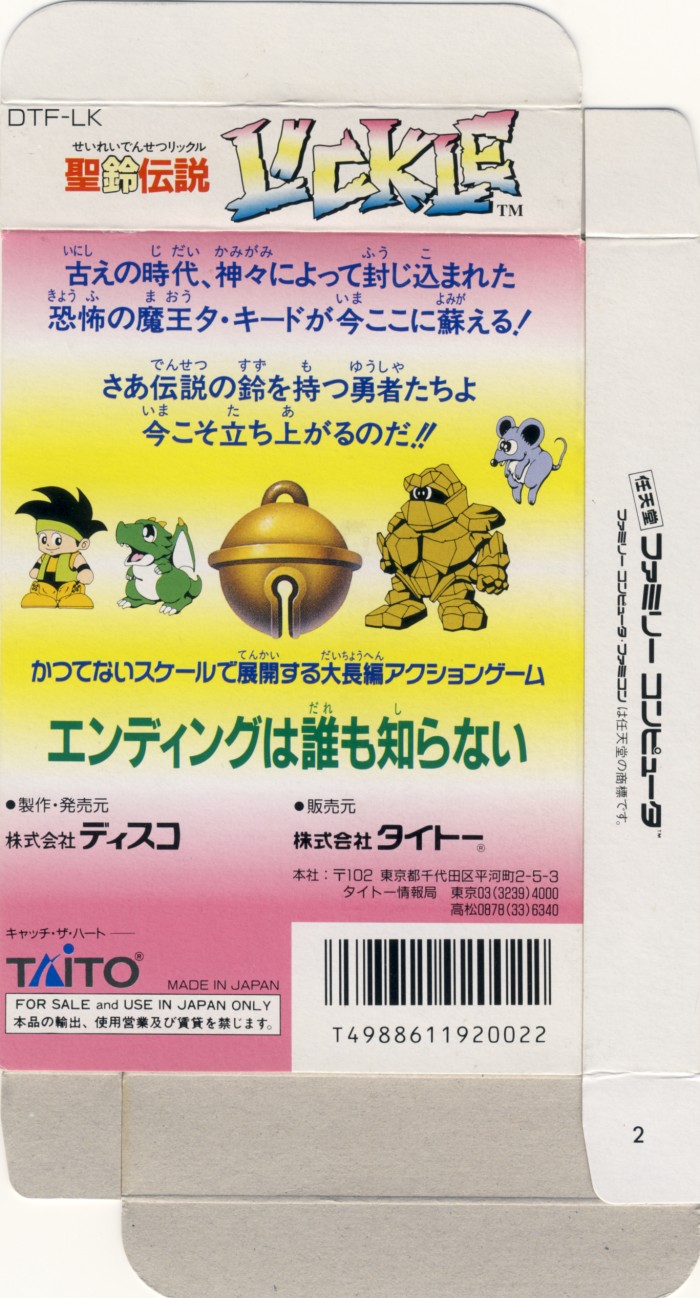 DTF-LK
せいれいでんせつリックル
聖鈴伝説 LICKLE™
いにし じ だい かみがみ ふう こ
古えの時代、神々によって封じ込まれた
きょう ふ ま おう いま よみが
恐怖の魔王タ・キードが今ここに蘇える!
でんせつ すず も ゆうしゃ
さあ伝説の鈴を持つ勇者たちよ
いま た あ
今こそ立ち上がるのだ!!
てんかい だいちょうへん
かつてないスケールで展開する大長編アクションゲーム
だれ し
エンディングは誰も知らない
●製作・発売元
株式会社ディスコ
●販売元
株式会社タイトー®
本社:〒102 東京都千代田区平河町2-5-3
タイトー情報局 東京03(3239)4000
高松0878(33)6340
キャッチ・ザ・ハート
TAITO®
MADE IN JAPAN
FOR SALE and USE IN JAPAN ONLY
本品の輸出、使用営業及び賃貸を禁じます。
T4988611920022
任天堂 ファミリー コンピュータ™
ファミリー コンピュータ・ファミコンは任天堂の商標です。
2